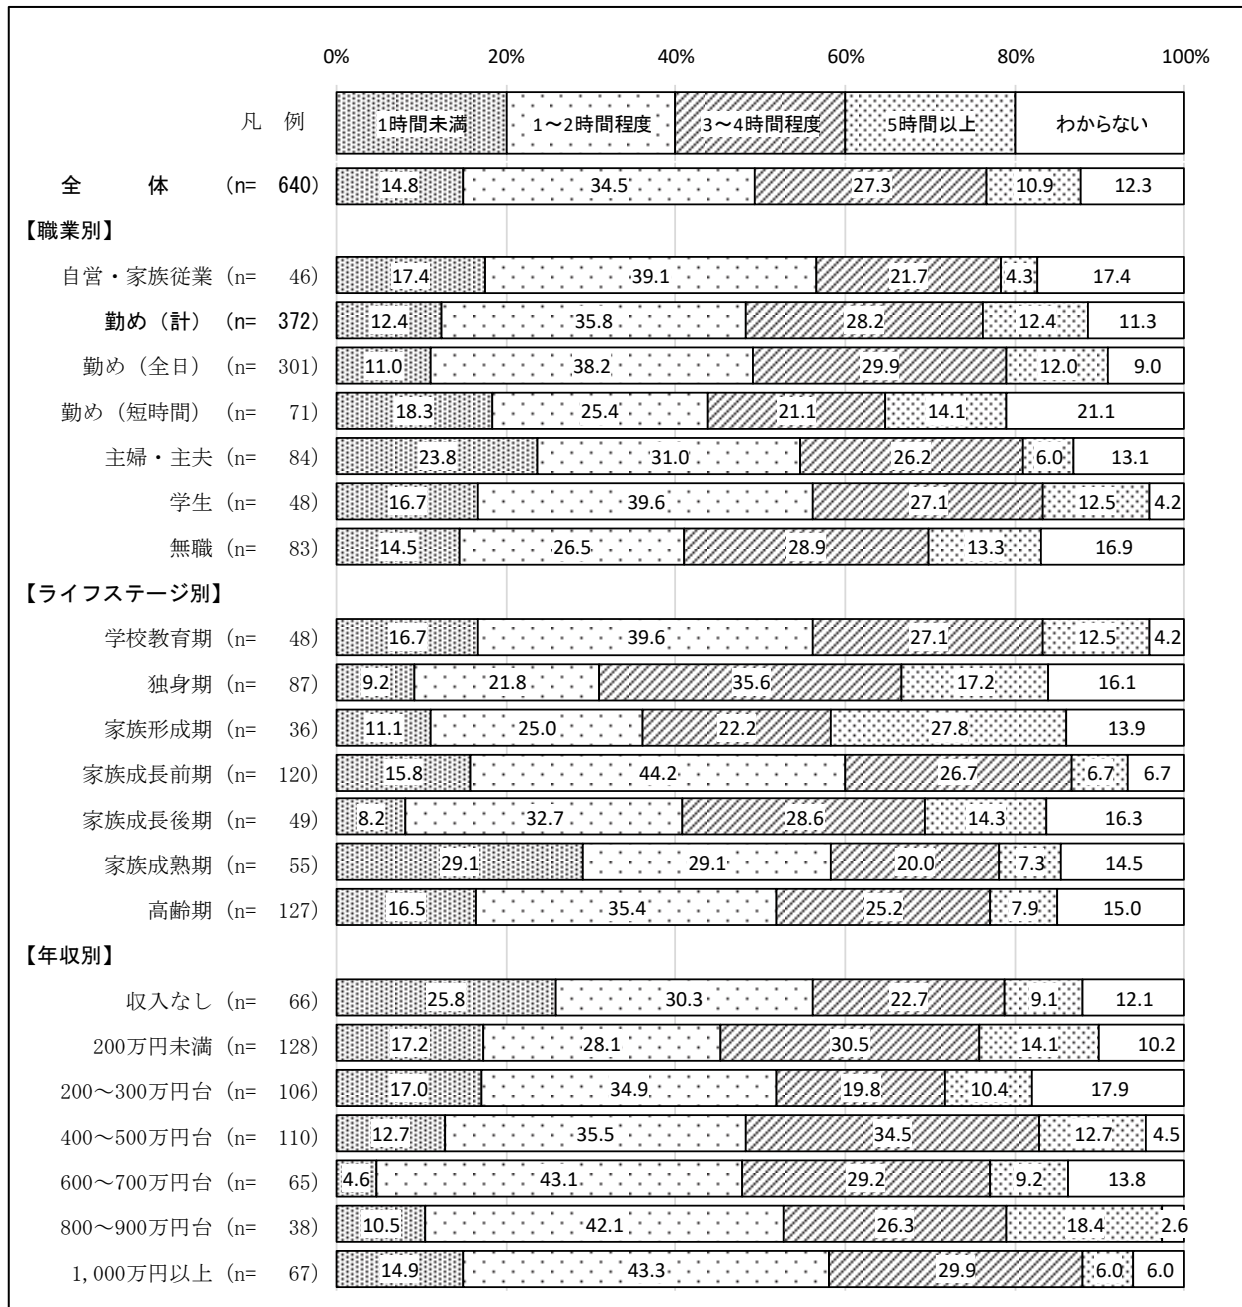 0% 20% 40% 60% 80% 100%
凡 例 1時間未満 1～2時間程度 3～4時間程度 5時間以上 わからない
全 体 (n= 640) 14.8 34.5 27.3 10.9 12.3
【職業別】
自営・家族従業 (n= 46) 17.4 39.1 21.7 4.3 17.4
勤め（計） (n= 372) 12.4 35.8 28.2 12.4 11.3
勤め（全日） (n= 301) 11.0 38.2 29.9 12.0 9.0
勤め（短時間） (n= 71) 18.3 25.4 21.1 14.1 21.1
主婦・主夫 (n= 84) 23.8 31.0 26.2 6.0 13.1
学生 (n= 48) 16.7 39.6 27.1 12.5 4.2
無職 (n= 83) 14.5 26.5 28.9 13.3 16.9
【ライフステージ別】
学校教育期 (n= 48) 16.7 39.6 27.1 12.5 4.2
独身期 (n= 87) 9.2 21.8 35.6 17.2 16.1
家族形成期 (n= 36) 11.1 25.0 22.2 27.8 13.9
家族成長前期 (n= 120) 15.8 44.2 26.7 6.7 6.7
家族成長後期 (n= 49) 8.2 32.7 28.6 14.3 16.3
家族成熟期 (n= 55) 29.1 29.1 20.0 7.3 14.5
高齢期 (n= 127) 16.5 35.4 25.2 7.9 15.0
【年収別】
収入なし (n= 66) 25.8 30.3 22.7 9.1 12.1
200万円未満 (n= 128) 17.2 28.1 30.5 14.1 10.2
200～300万円台 (n= 106) 17.0 34.9 19.8 10.4 17.9
400～500万円台 (n= 110) 12.7 35.5 34.5 12.7 4.5
600～700万円台 (n= 65) 4.6 43.1 29.2 9.2 13.8
800～900万円台 (n= 38) 10.5 42.1 26.3 18.4 2.6
1,000万円以上 (n= 67) 14.9 43.3 29.9 6.0 6.0